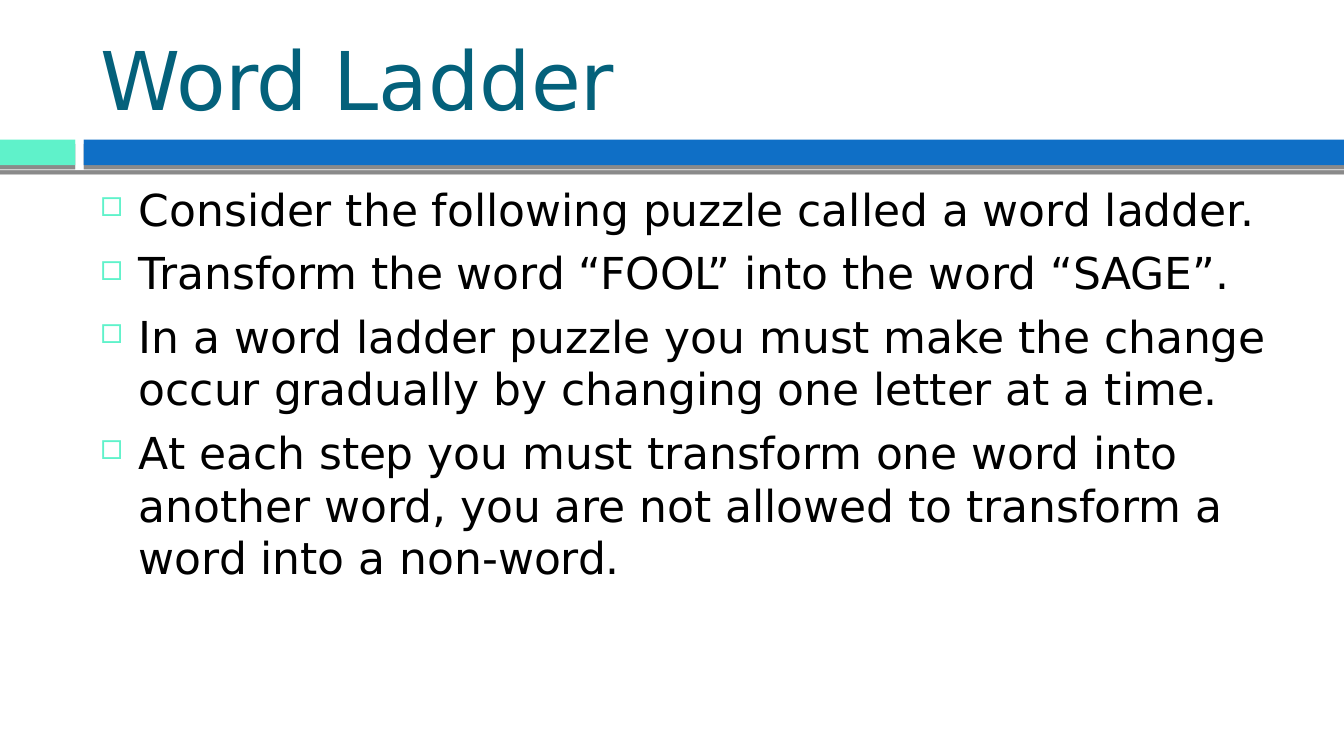 Word Ladder
Consider the following puzzle called a word ladder.
Transform the word “FOOL” into the word “SAGE”.
In a word ladder puzzle you must make the change
occur gradually by changing one letter at a time.
At each step you must transform one word into
another word, you are not allowed to transform a
word into a non-word.